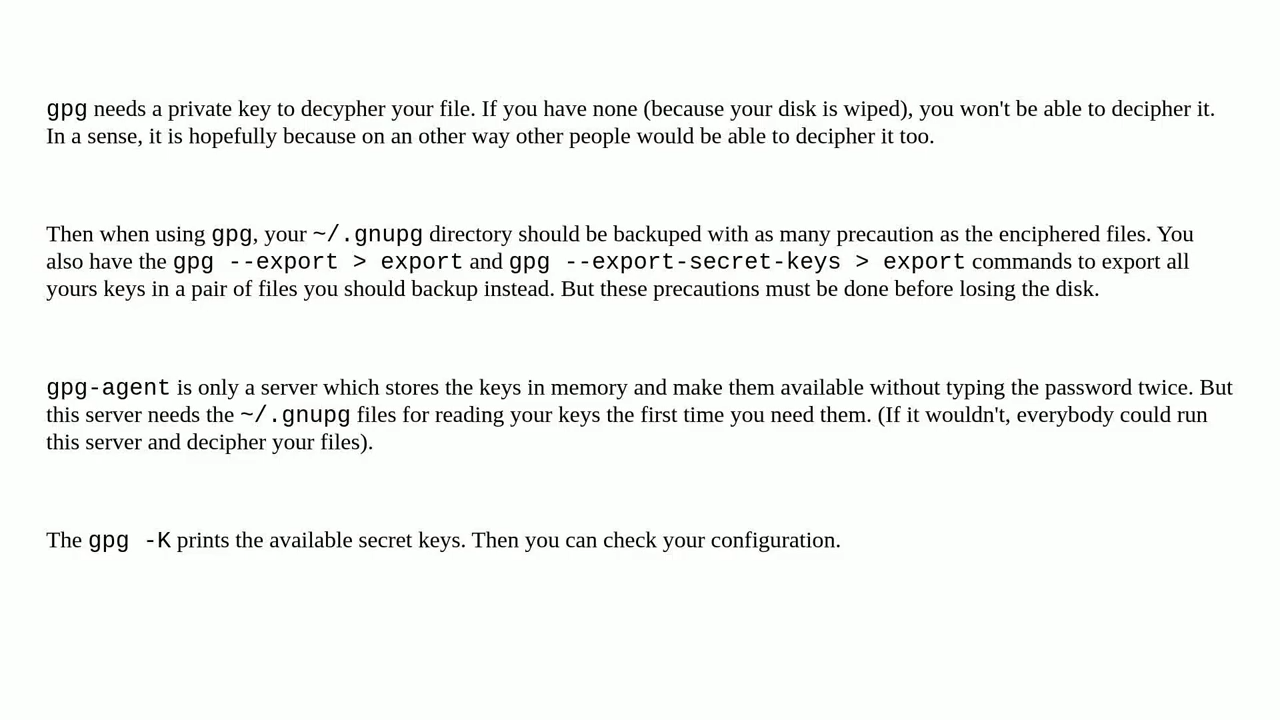 gpg needs a private key to decypher your file. If you have none (because your disk is wiped), you won't be able to decipher it.
In a sense, it is hopefully because on an other way other people would be able to decipher it too.
Then when using gpg, your ~/.gnupg directory should be backuped with as many precaution as the enciphered files. You
also have the gpg --export > export and gpg --export-secret-keys > export commands to export all
yours keys in a pair of files you should backup instead. But these precautions must be done before losing the disk.
gpg-agent is only a server which stores the keys in memory and make them available without typing the password twice. But
this server needs the ~/.gnupg files for reading your keys the first time you need them. (If it wouldn't, everybody could run
this server and decipher your files).
The gpg -K prints the available secret keys. Then you can check your configuration.